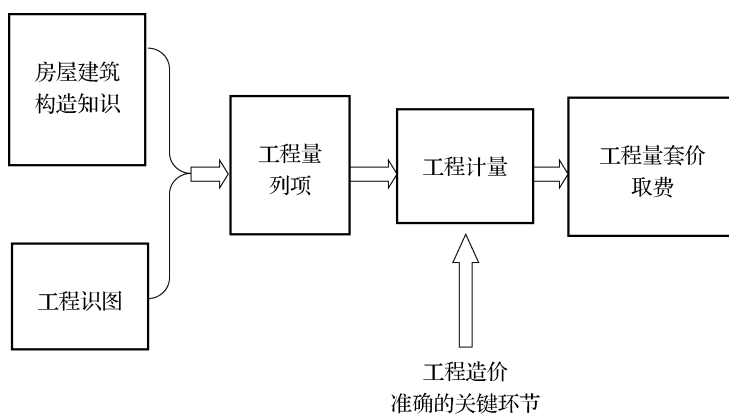 房屋建筑
构造知识
工程识图
工程量
列项
工程计量
工程量套价
取费
工程造价
准确的关键环节